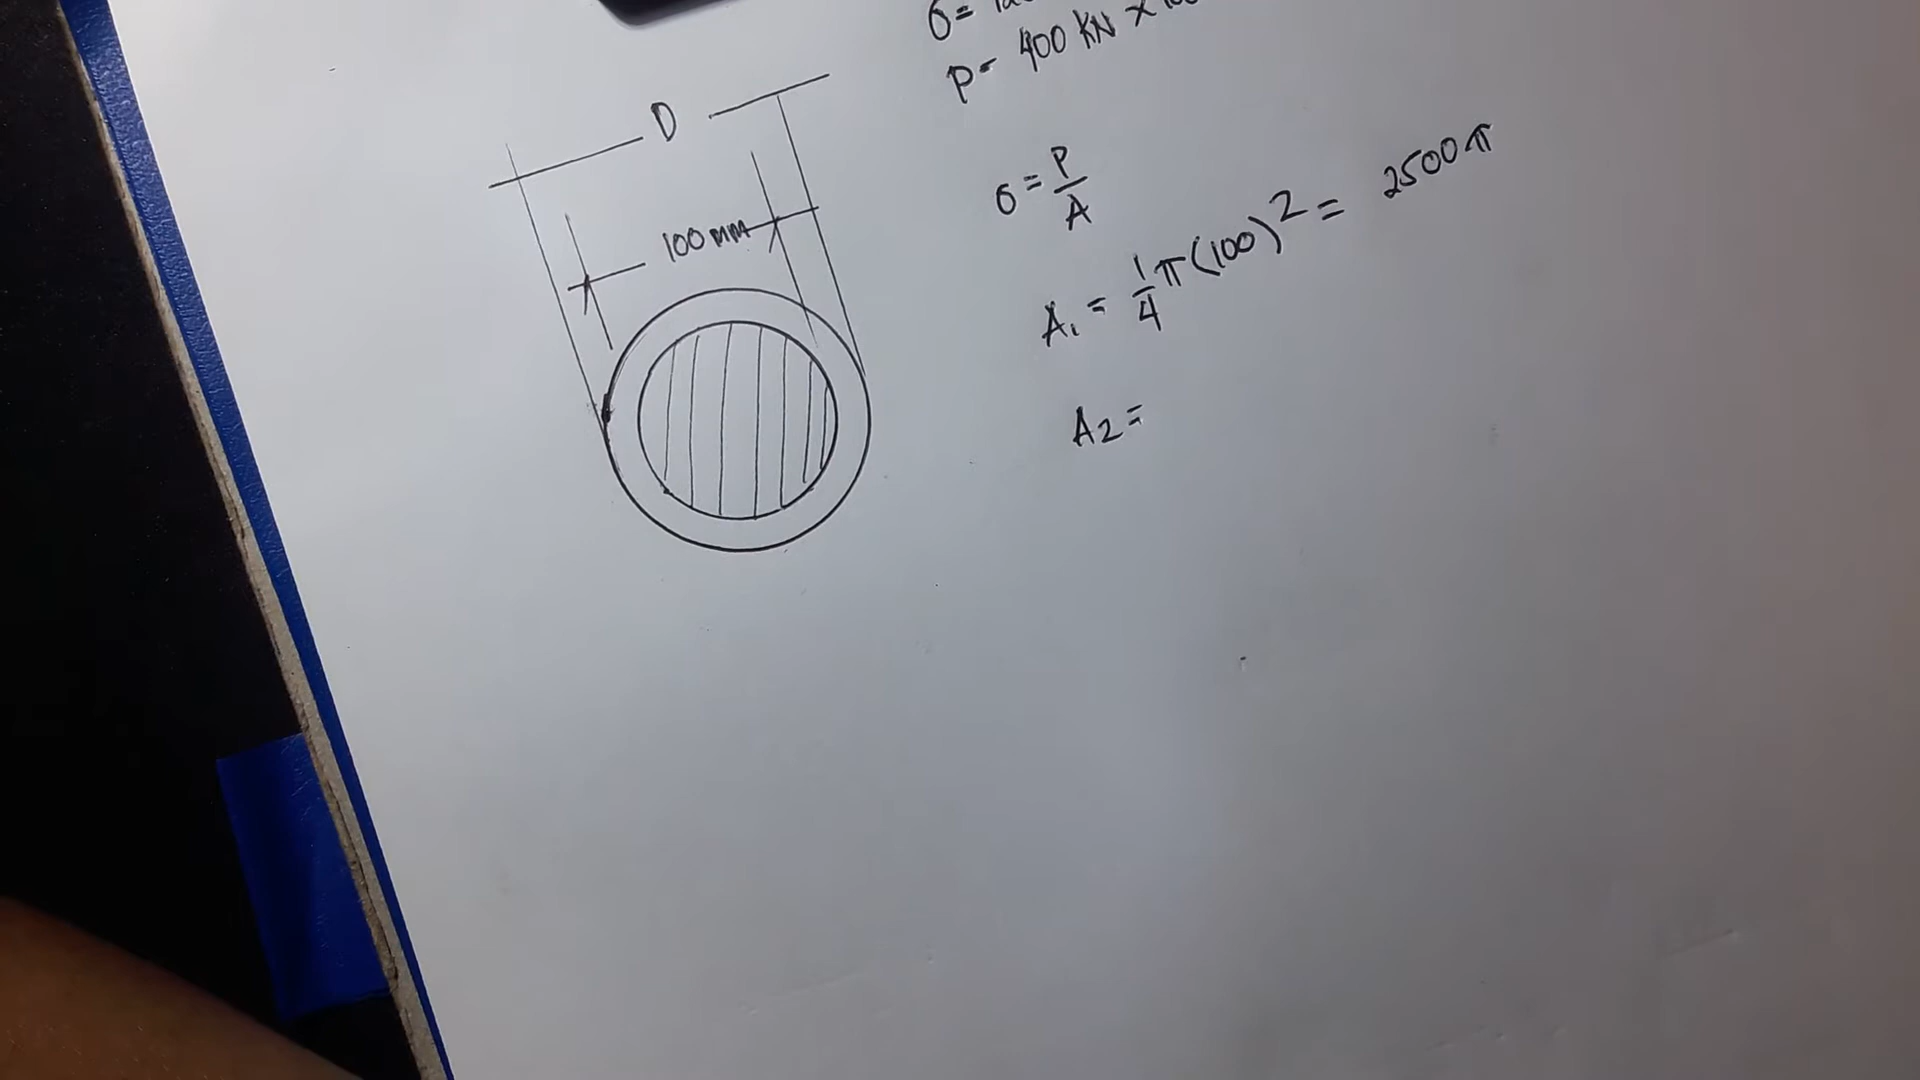 σ =
P = 400 kN ×
D
100 mm
σ = P/A
A₁ = 1/4 π(100)² = 2500π
A₂ =